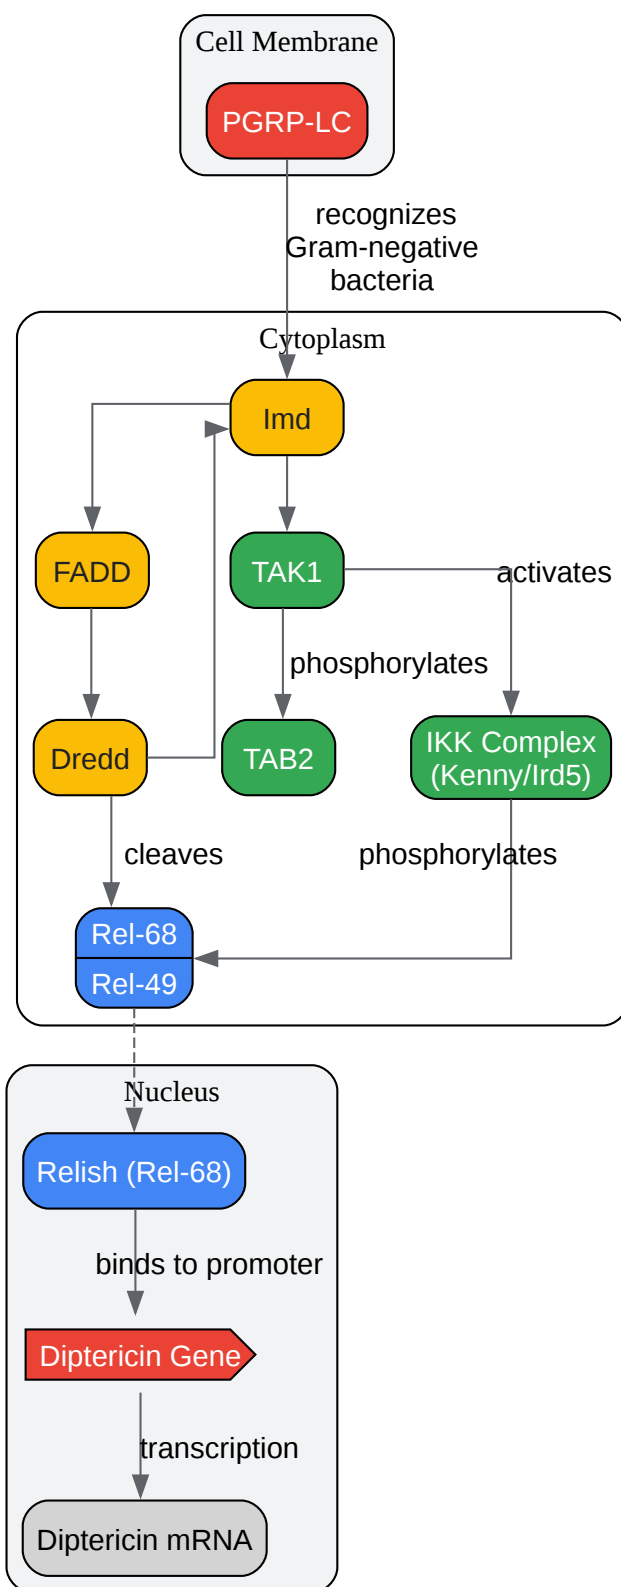 Cell Membrane
PGRP-LC
recognizes
Gram-negative
bacteria
Cytoplasm
Imd
FADD
TAK1
activates
phosphorylates
Dredd
TAB2
IKK Complex
(Kenny/Ird5)
cleaves
phosphorylates
Rel-68
Rel-49
Nucleus
Relish (Rel-68)
binds to promoter
Diptericin Gene
transcription
Diptericin mRNA